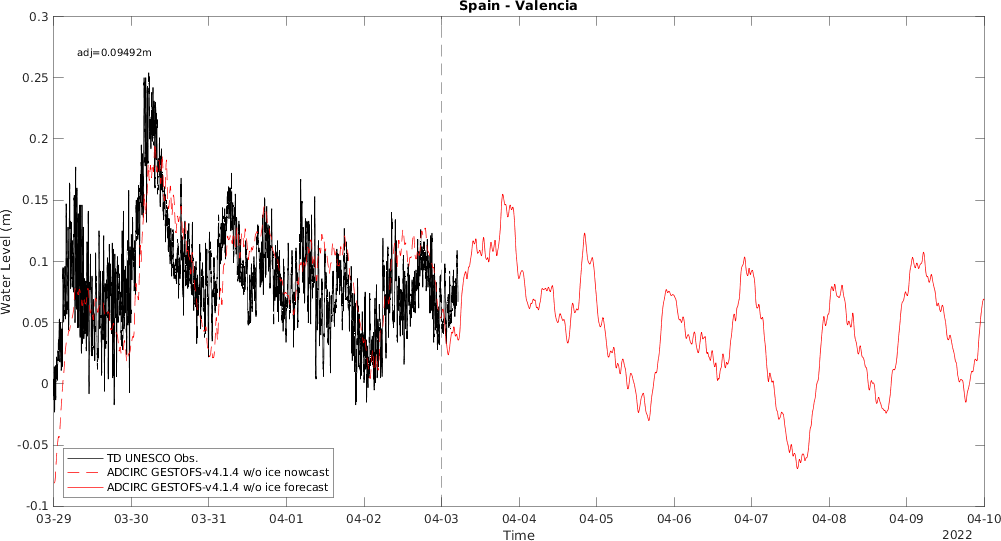 Spain - Valencia
0.3
adj=0.09492m
0.25
0.2
0.15
0.1
0.05
0
-0.05
-0.1
Water Level (m)
TD UNESCO Obs.
ADCIRC GESTOFS-v4.1.4 w/o ice nowcast
ADCIRC GESTOFS-v4.1.4 w/o ice forecast
03-29 03-30 03-31 04-01 04-02 04-03 04-04 04-05 04-06 04-07 04-08 04-09 04-10
Time
2022